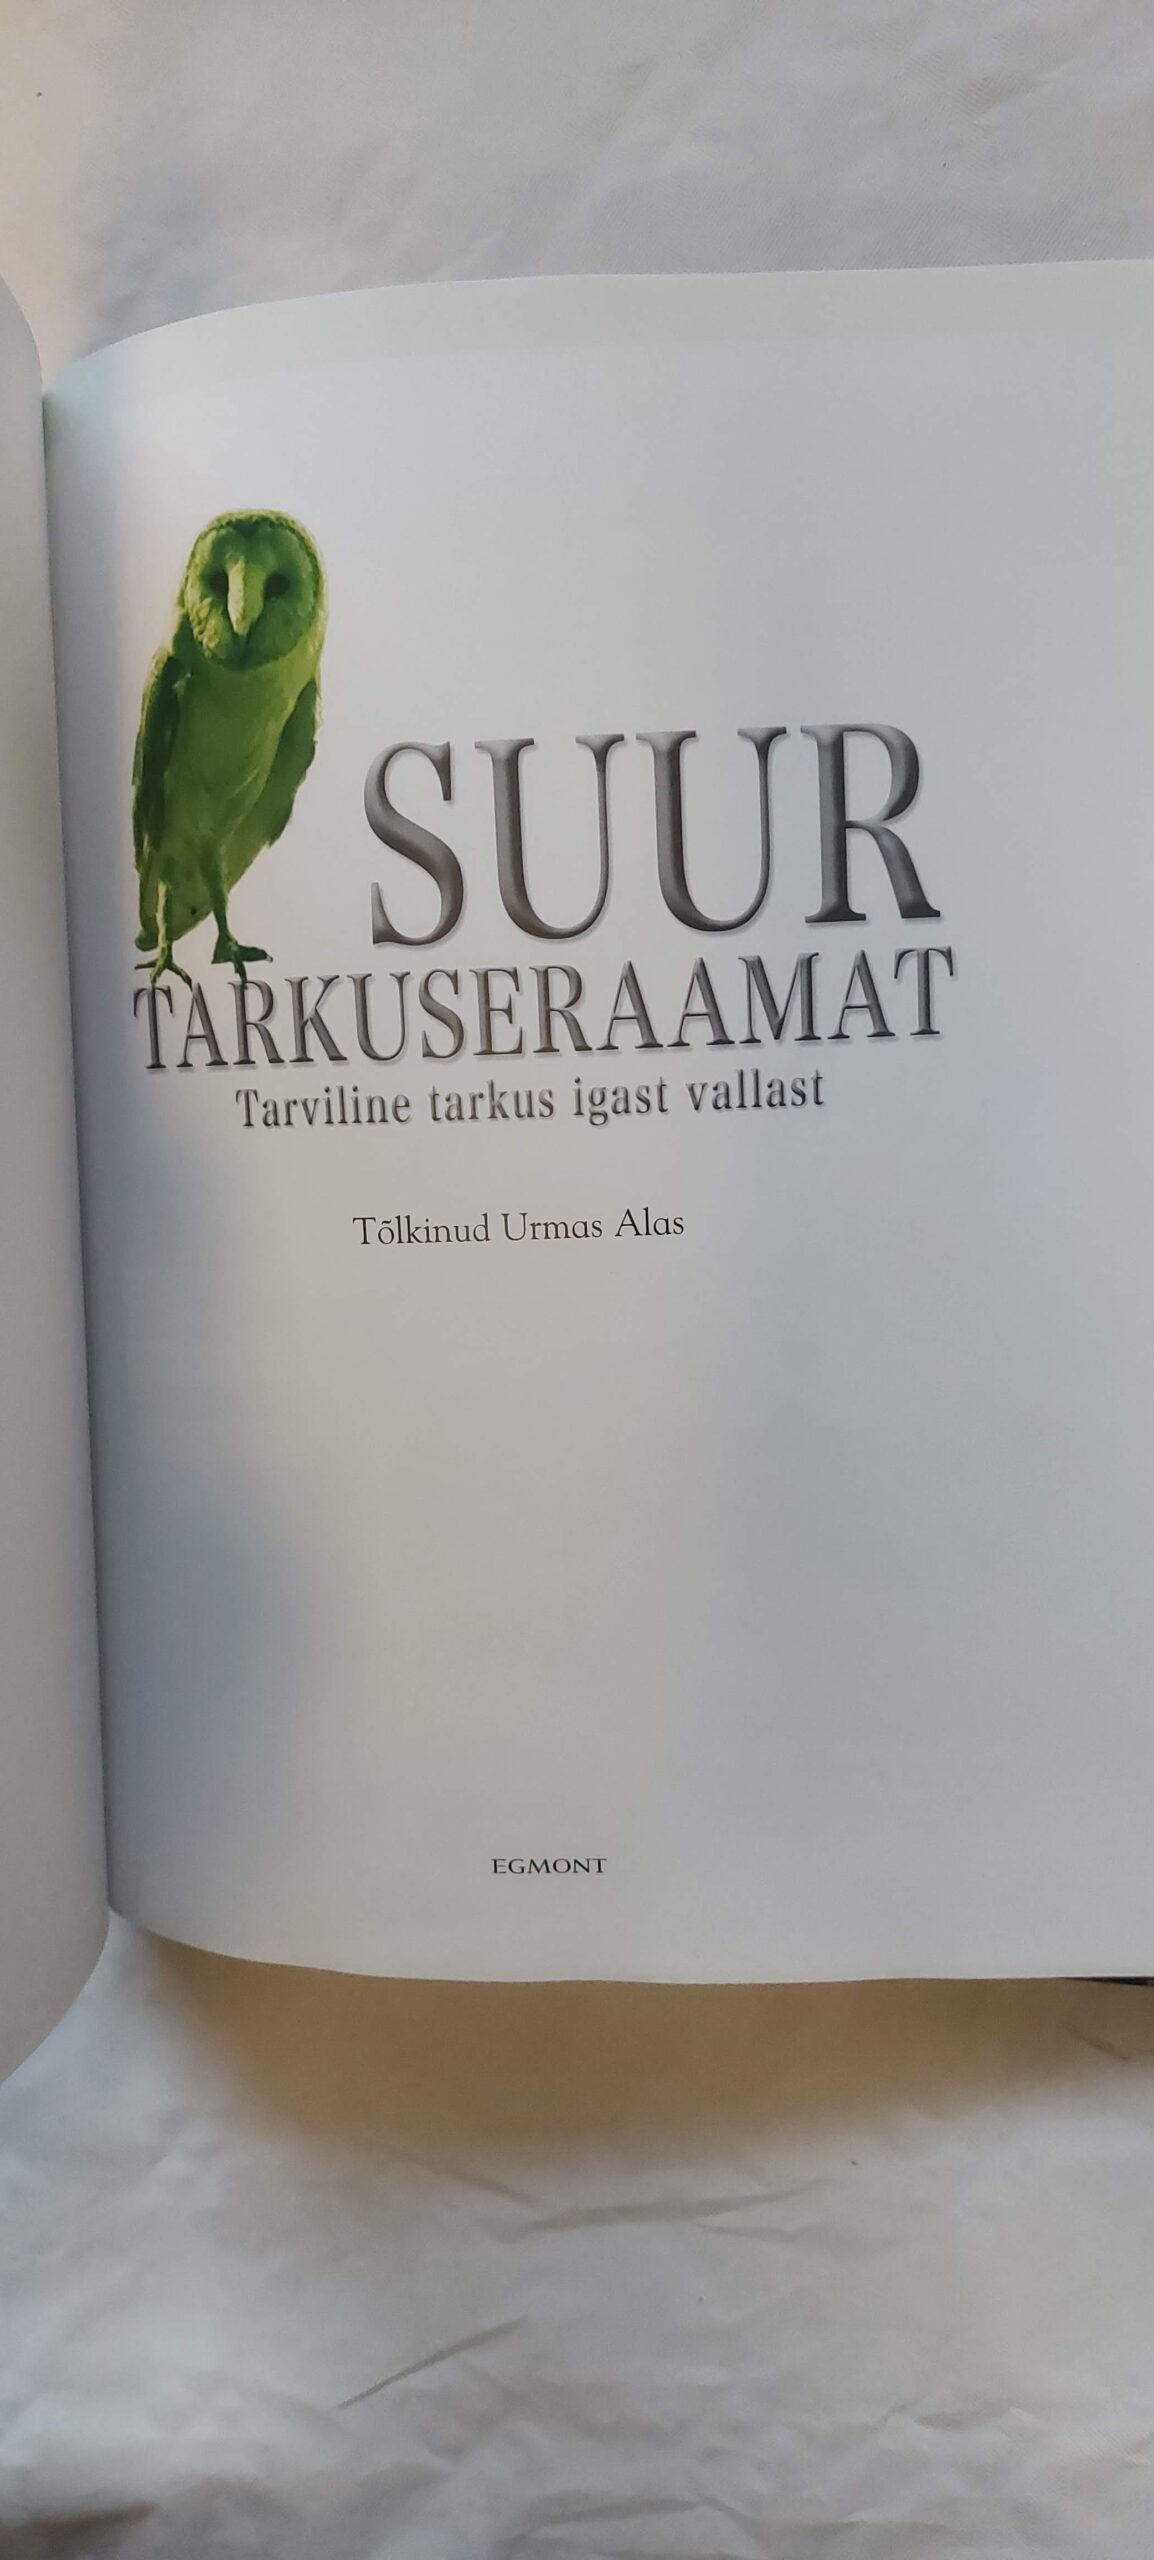 SUUR
TARKUSERAAMAT
Tarviline tarkus igast vallast
Tõlkinud Urmas Alas
EGMONT